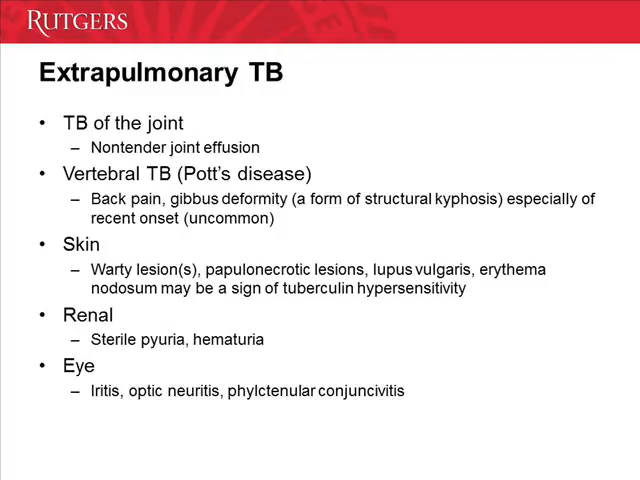 RUTGERS
Extrapulmonary TB
• TB of the joint
– Nontender joint effusion
• Vertebral TB (Pott's disease)
– Back pain, gibbus deformity (a form of structural kyphosis) especially of
recent onset (uncommon)
• Skin
– Warty lesion(s), papulonecrotic lesions, lupus vulgaris, erythema
nodosum may be a sign of tuberculin hypersensitivity
• Renal
– Sterile pyuria, hematuria
• Eye
– Iritis, optic neuritis, phylctenular conjuncivitis